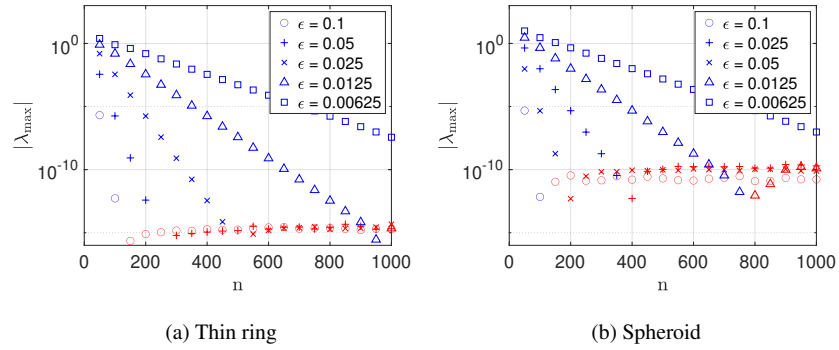 ϵ = 0.1
ϵ = 0.05
ϵ = 0.025
ϵ = 0.0125
ϵ = 0.00625
10^0
10^-10
|λ_max|
0 200 400 600 800 1000
n
(a) Thin ring
ϵ = 0.1
ϵ = 0.025
ϵ = 0.05
ϵ = 0.0125
ϵ = 0.00625
10^0
10^-10
|λ_max|
0 200 400 600 800 1000
n
(b) Spheroid